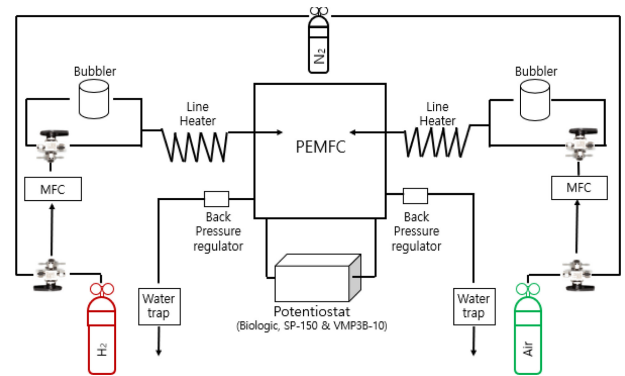 N2
Bubbler
Bubbler
Line
Heater
Line
Heater
PEMFC
MFC
MFC
Back
Pressure
regulator
Back
Pressure
regulator
Water
trap
Water
trap
Potentiostat
(Biologic, SP-150 & VMP3B-10)
H2
Air